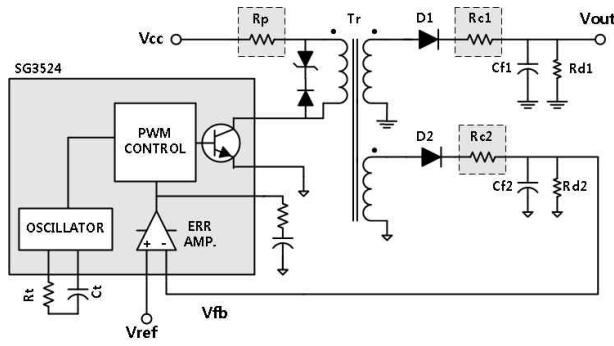 Rp
Tr
D1
Rc1
Vout
Vcc
SG3524
Cf1
Rd1
PWM
CONTROL
D2
Rc2
Cf2
Rd2
OSCILLATOR
ERR
AMP.
+ -
Rt
Ct
Vfb
Vref